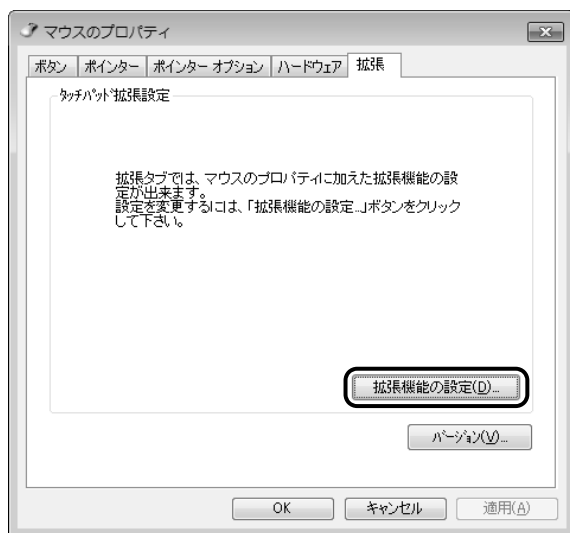 マウスのプロパティ
ボタン ポインター ポインター オプション ハードウェア 拡張
タッチパッド拡張設定
拡張タブでは、マウスのプロパティに加えた拡張機能の設
定が出来ます。
設定を変更するには、「拡張機能の設定...」ボタンをクリック
して下さい。
拡張機能の設定(D)...
バージョン(V)...
OK キャンセル 適用(A)